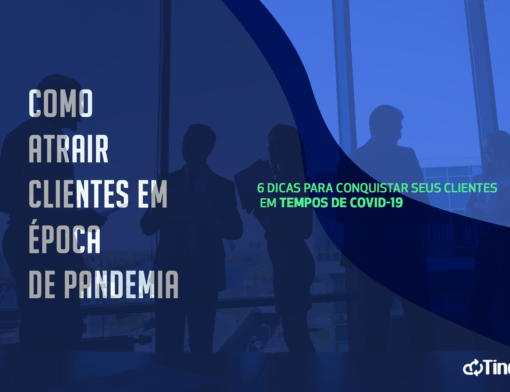 COMO
ATRAIR
CLIENTES EM
ÉPOCA
DE PANDEMIA
6 DICAS PARA CONQUISTAR SEUS CLIENTES
EM TEMPOS DE COVID-19